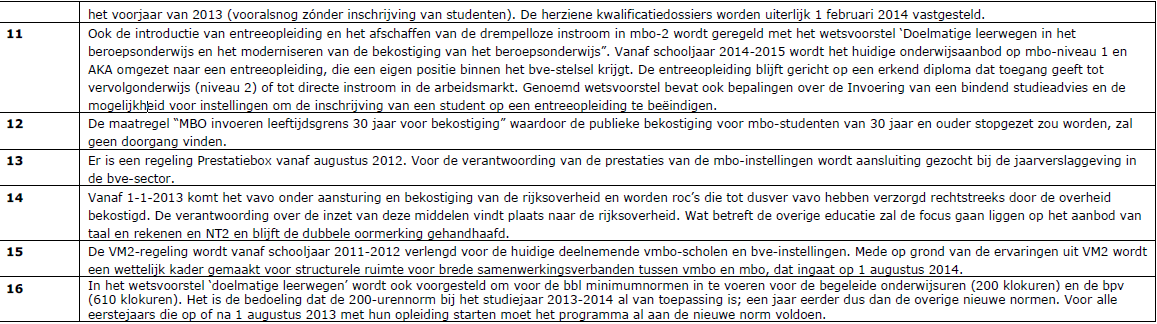 het voorjaar van 2013 (vooralsnog zónder inschrijving van studenten). De herziene kwalificatiedossiers worden uiterlijk 1 februari 2014 vastgesteld.
11 Ook de introductie van entreeopleiding en het afschaffen van de drempelloze instroom in mbo-2 wordt geregeld met het wetsvoorstel ‘Doelmatige leerwegen in het
beroepsonderwijs en het moderniseren van de bekostiging van het beroepsonderwijs”. Vanaf schooljaar 2014-2015 wordt het huidige onderwijsaanbod op mbo-niveau 1 en
AKA omgezet naar een entreeopleiding, die een eigen positie binnen het bve-stelsel krijgt. De entreeopleiding blijft gericht op een erkend diploma dat toegang geeft tot
vervolgonderwijs (niveau 2) of tot directe instroom in de arbeidsmarkt. Genoemd wetsvoorstel bevat ook bepalingen over de Invoering van een bindend studieadvies en de
mogelijkheid voor instellingen om de inschrijving van een student op een entreeopleiding te beëindigen.
12 De maatregel “MBO invoeren leeftijdsgrens 30 jaar voor bekostiging” waardoor de publieke bekostiging voor mbo-studenten van 30 jaar en ouder stopgezet zou worden, zal
geen doorgang vinden.
13 Er is een regeling Prestatiebox vanaf augustus 2012. Voor de verantwoording van de prestaties van de mbo-instellingen wordt aansluiting gezocht bij de jaarverslaggeving in
de bve-sector.
14 Vanaf 1-1-2013 komt het vavo onder aansturing en bekostiging van de rijksoverheid en worden roc’s die tot dusver vavo hebben verzorgd rechtstreeks door de overheid
bekostigd. De verantwoording over de inzet van deze middelen vindt plaats naar de rijksoverheid. Wat betreft de overige educatie zal de focus gaan liggen op het aanbod van
taal en rekenen en NT2 en blijft de dubbele oormerking gehandhaafd.
15 De VM2-regeling wordt vanaf schooljaar 2011-2012 verlengd voor de huidige deelnemende vmbo-scholen en bve-instellingen. Mede op grond van de ervaringen uit VM2 wordt
een wettelijk kader gemaakt voor structurele ruimte voor brede samenwerkingsverbanden tussen vmbo en mbo, dat ingaat op 1 augustus 2014.
16 In het wetsvoorstel ‘doelmatige leerwegen’ wordt ook voorgesteld om voor de bbl minimumnormen in te voeren voor de begeleide onderwijsuren (200 klokuren) en de bpv
(610 klokuren). Het is de bedoeling dat de 200-urennorm bij het studiejaar 2013-2014 al van toepassing is; een jaar eerder dus dan de overige nieuwe normen. Voor alle
eerstejaars die op of na 1 augustus 2013 met hun opleiding starten moet het programma al aan de nieuwe norm voldoen.